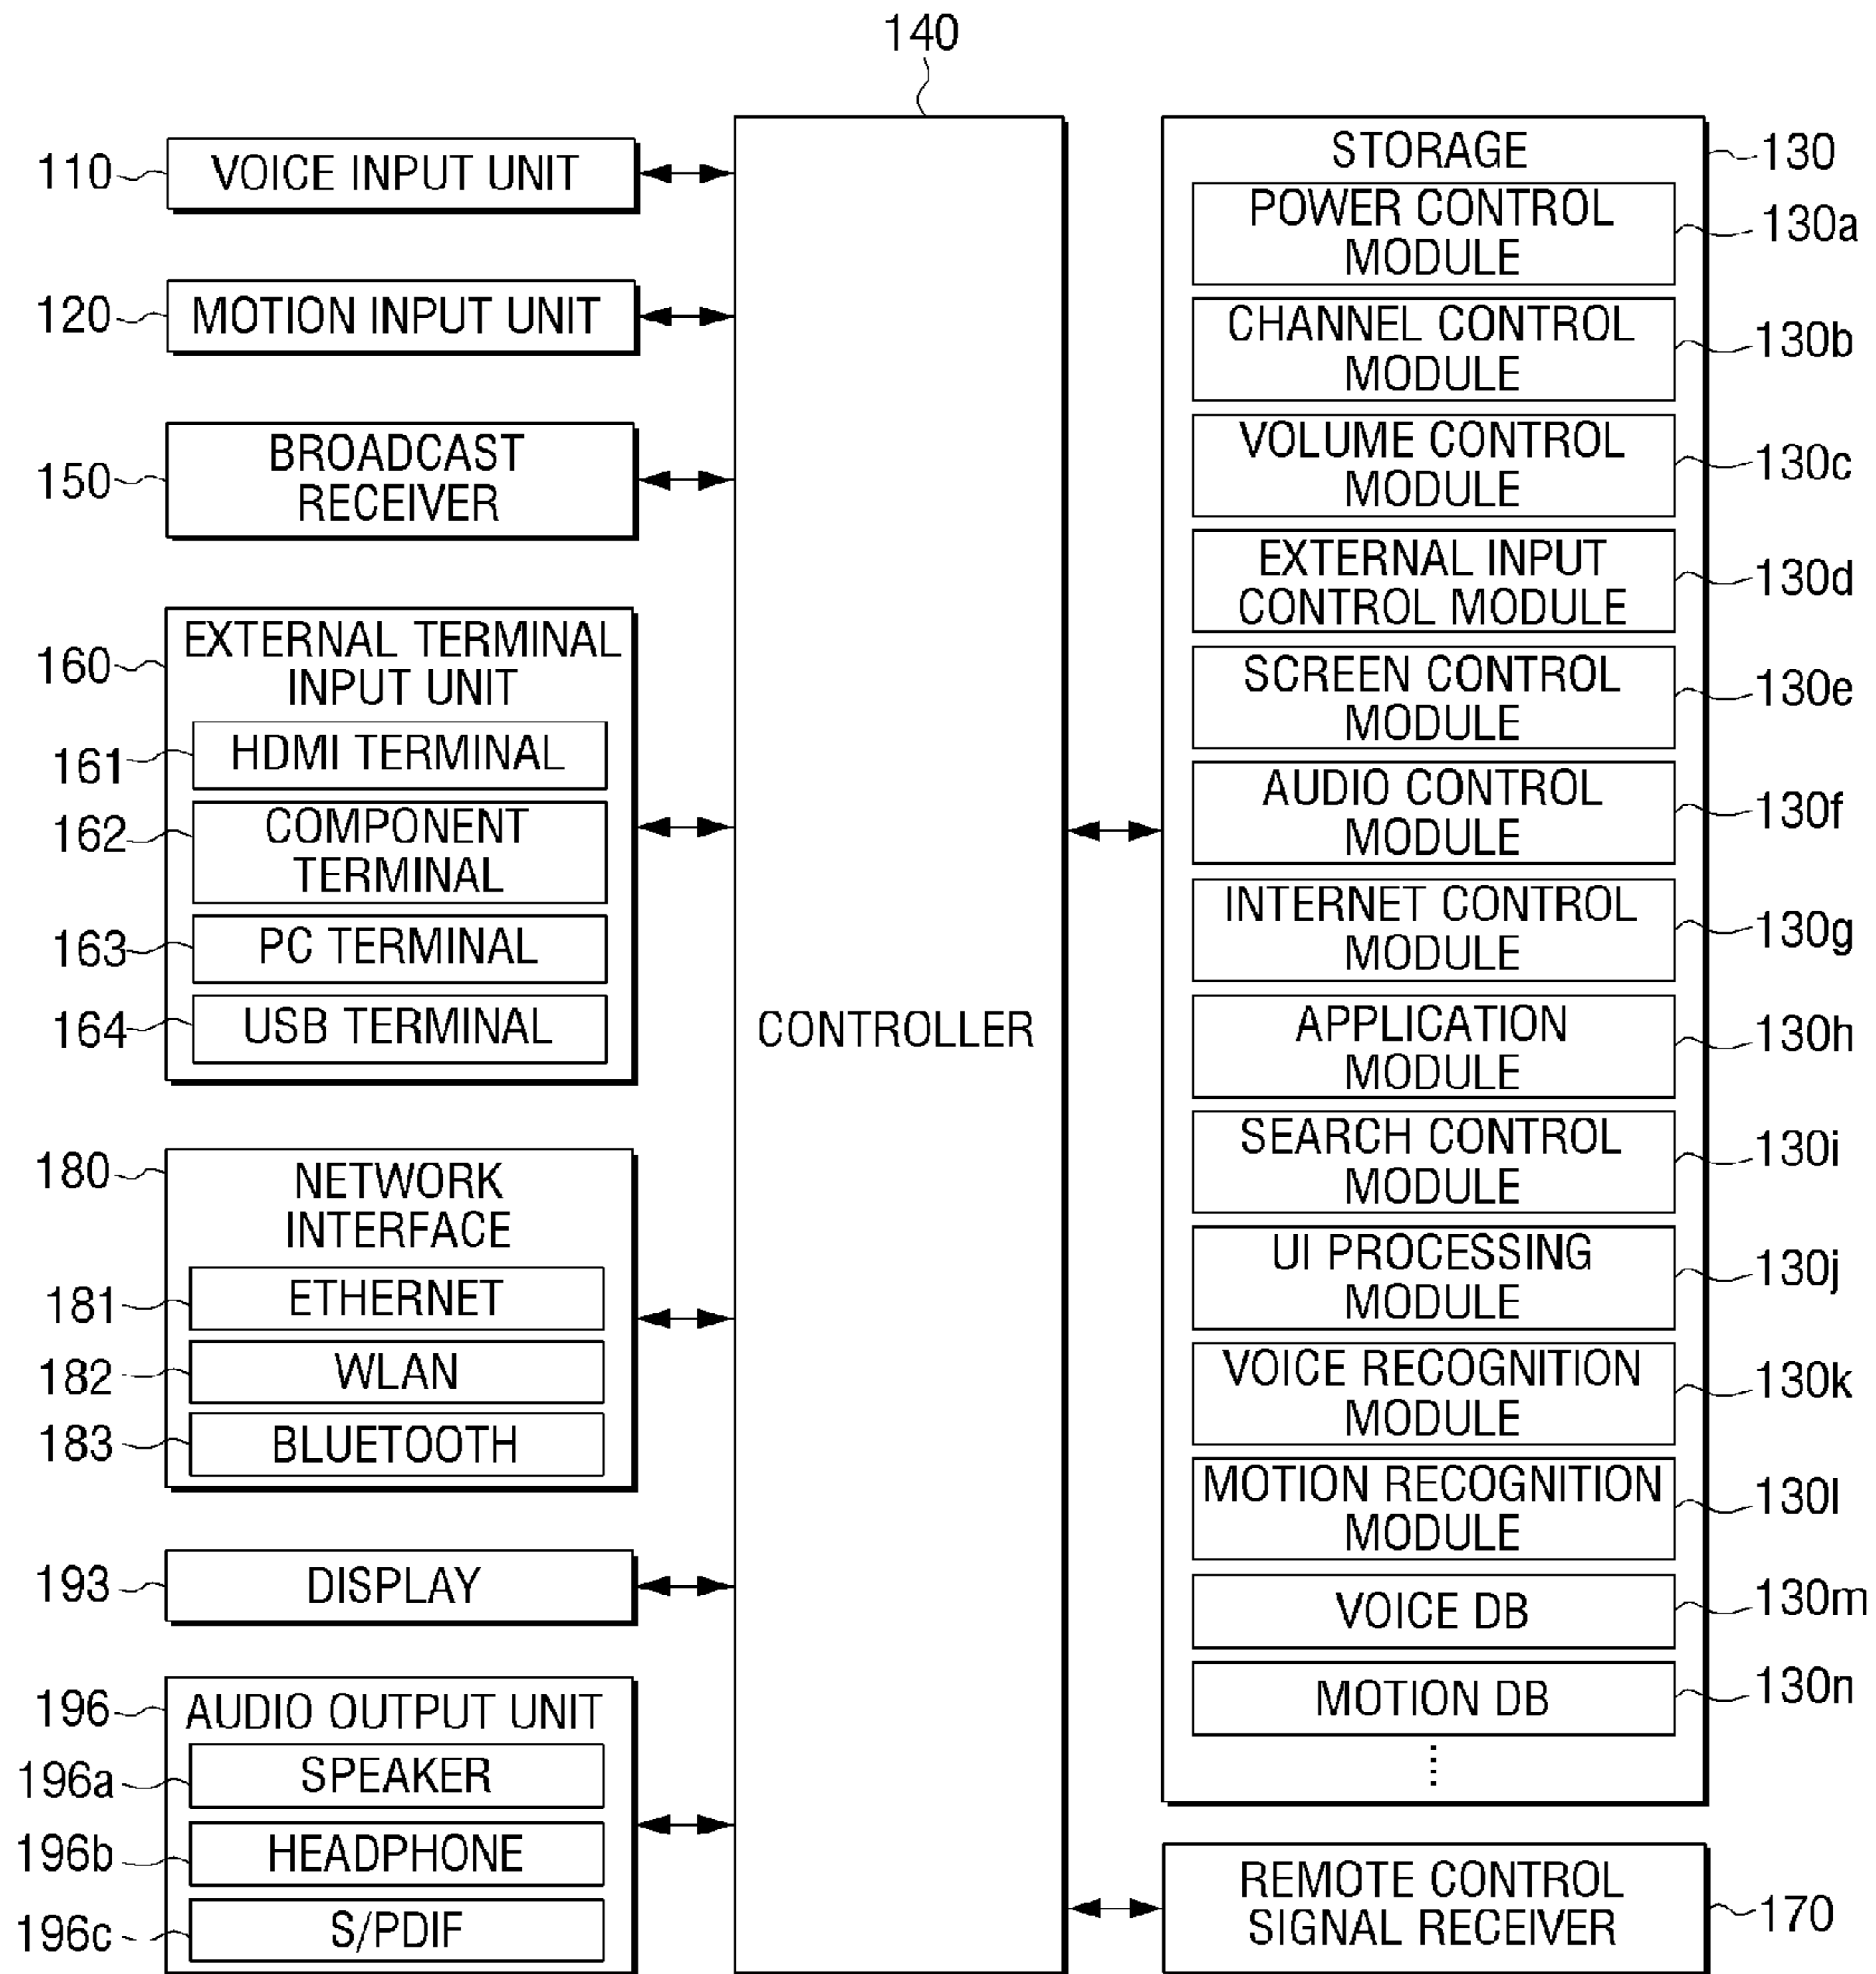 140
110
VOICE INPUT UNIT
120
MOTION INPUT UNIT
150
BROADCAST
RECEIVER
160
EXTERNAL TERMINAL
INPUT UNIT
161
HDMI TERMINAL
162
COMPONENT
TERMINAL
163
PC TERMINAL
164
USB TERMINAL
180
NETWORK
INTERFACE
181
ETHERNET
182
WLAN
183
BLUETOOTH
193
DISPLAY
196
AUDIO OUTPUT UNIT
196a
SPEAKER
196b
HEADPHONE
196c
S/PDIF
CONTROLLER
STORAGE
130
POWER CONTROL
MODULE
130a
CHANNEL CONTROL
MODULE
130b
VOLUME CONTROL
MODULE
130c
EXTERNAL INPUT
CONTROL MODULE
130d
SCREEN CONTROL
MODULE
130e
AUDIO CONTROL
MODULE
130f
INTERNET CONTROL
MODULE
130g
APPLICATION
MODULE
130h
SEARCH CONTROL
MODULE
130i
UI PROCESSING
MODULE
130j
VOICE RECOGNITION
MODULE
130k
MOTION RECOGNITION
MODULE
130l
VOICE DB
130m
MOTION DB
130n
REMOTE CONTROL
SIGNAL RECEIVER
170